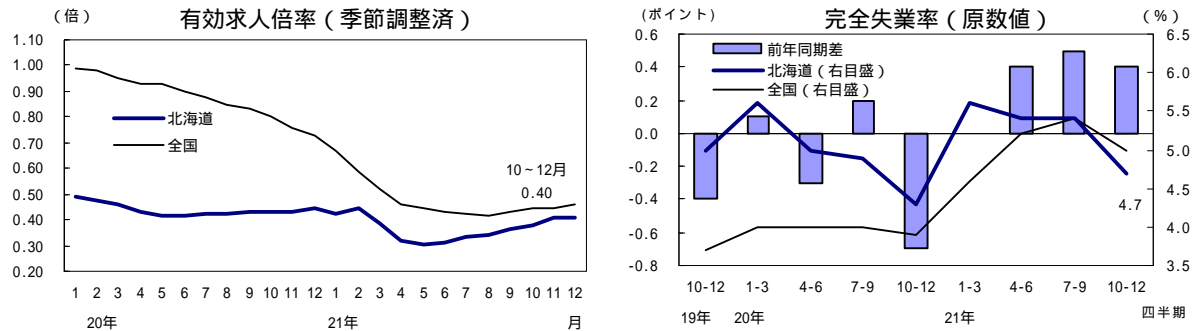 （倍）
有効求人倍率（季節調整済）
1.10
1.00
0.90
0.80
0.70
0.60
0.50
0.40
0.30
0.20
北海道
全国
10～12月
0.40
1 2 3 4 5 6 7 8 9 10 11 12 1 2 3 4 5 6 7 8 9 10 11 12
20年 21年 月
(ポイント) 完全失業率（原数値） （％）
0.6
0.4
0.2
0.0
-0.2
-0.4
-0.6
-0.8
前年同期差
北海道（右目盛）
全国（右目盛）
4.7
6.5
6.0
5.5
5.0
4.5
4.0
3.5
10-12 1-3 4-6 7-9 10-12 1-3 4-6 7-9 10-12
19年 20年 21年 四半期